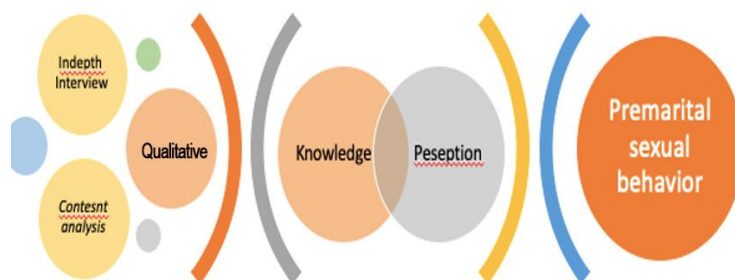 Indepth
Interview
Qualitative
Contesnt
analysis
Knowledge
Peseption
Premarital
sexual
behavior